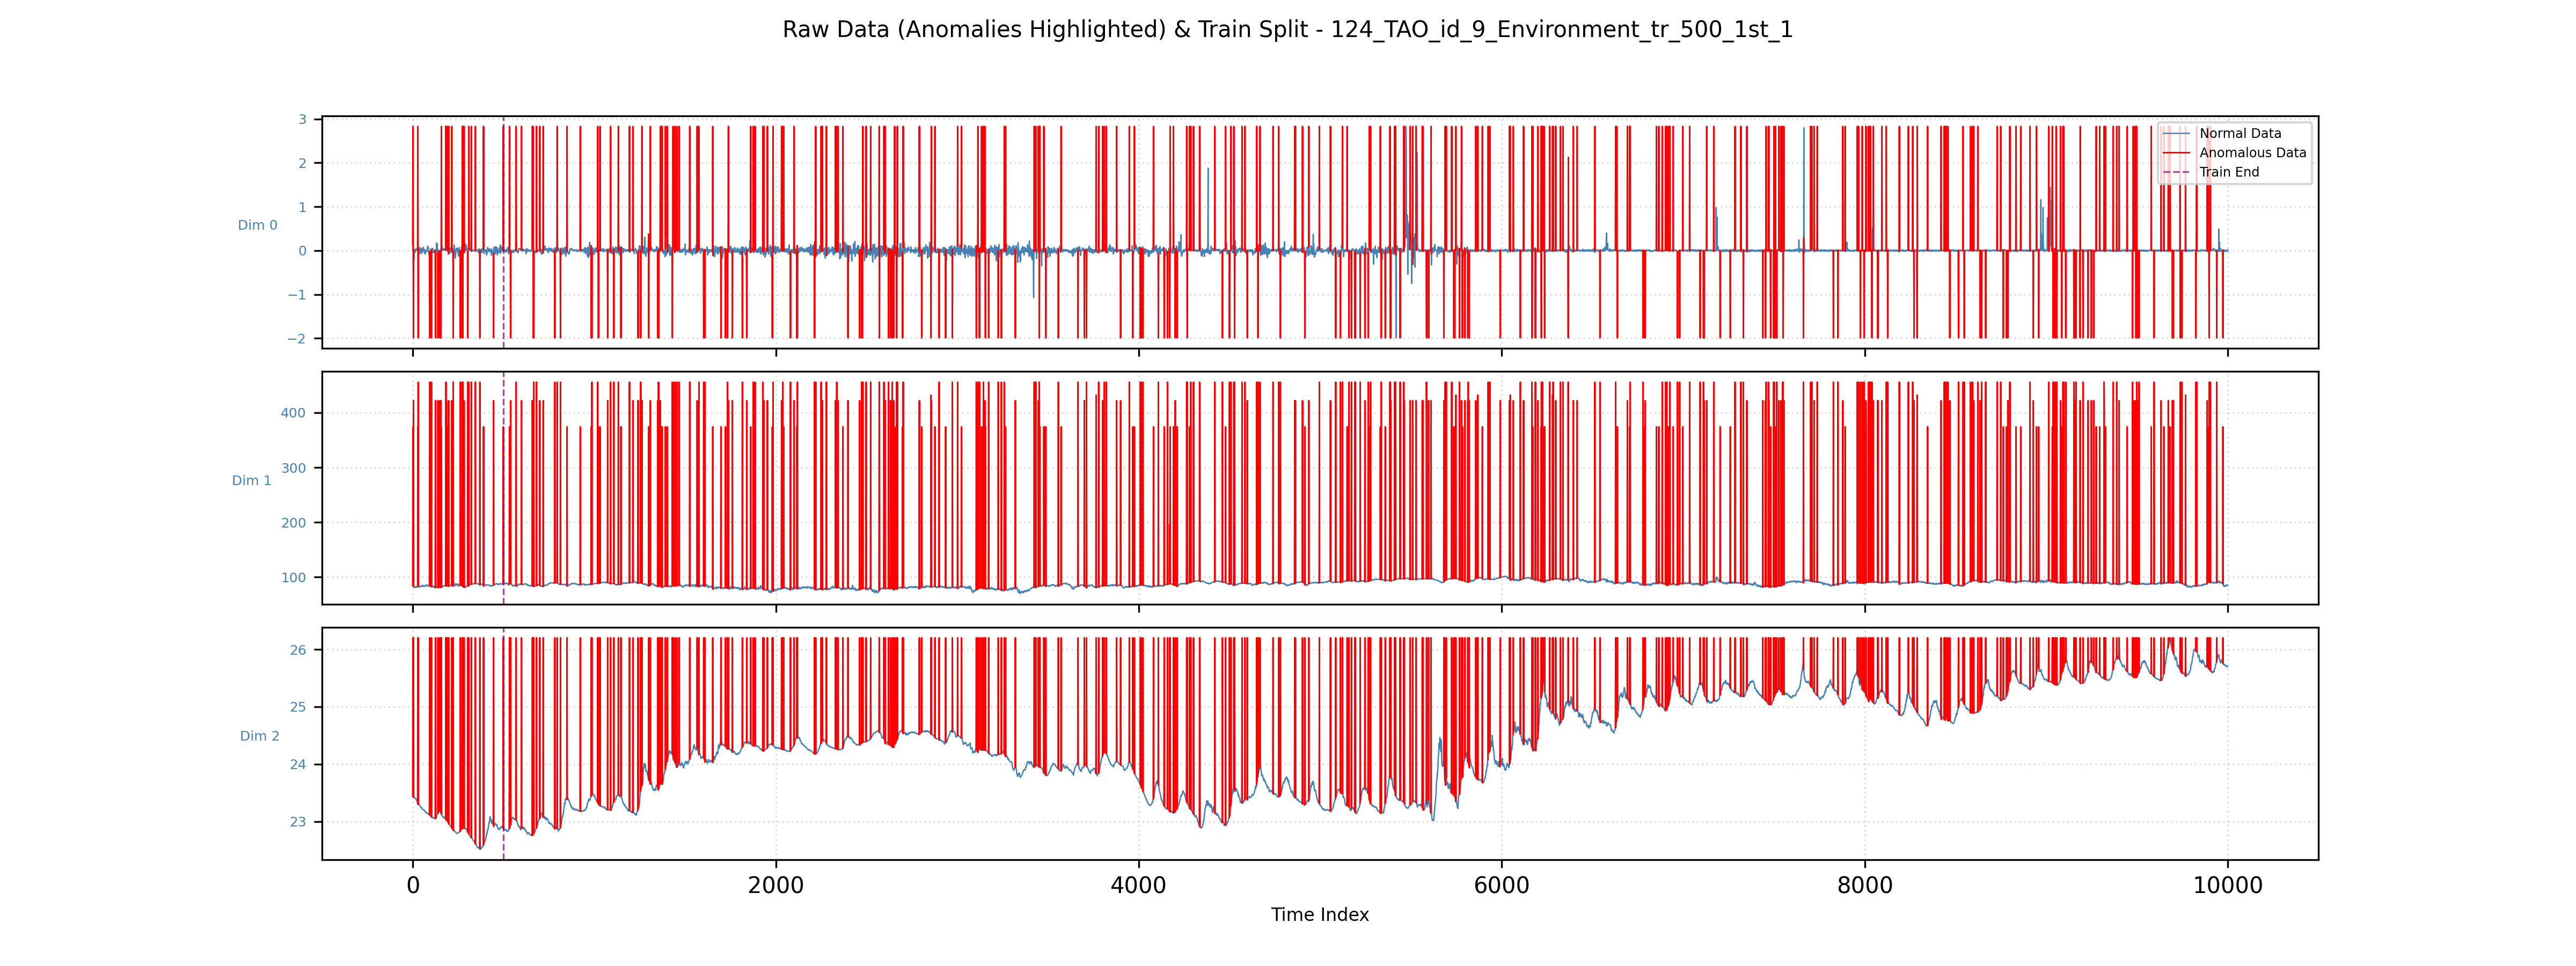 Raw Data (Anomalies Highlighted) & Train Split - 124_TAO_id_9_Environment_tr_500_1st_1
3
2
1
0
−1
−2
Dim 0
Normal Data
Anomalous Data
Train End
400
300
200
100
Dim 1
26
25
24
23
Dim 2
0 2000 4000 6000 8000 10000
Time Index